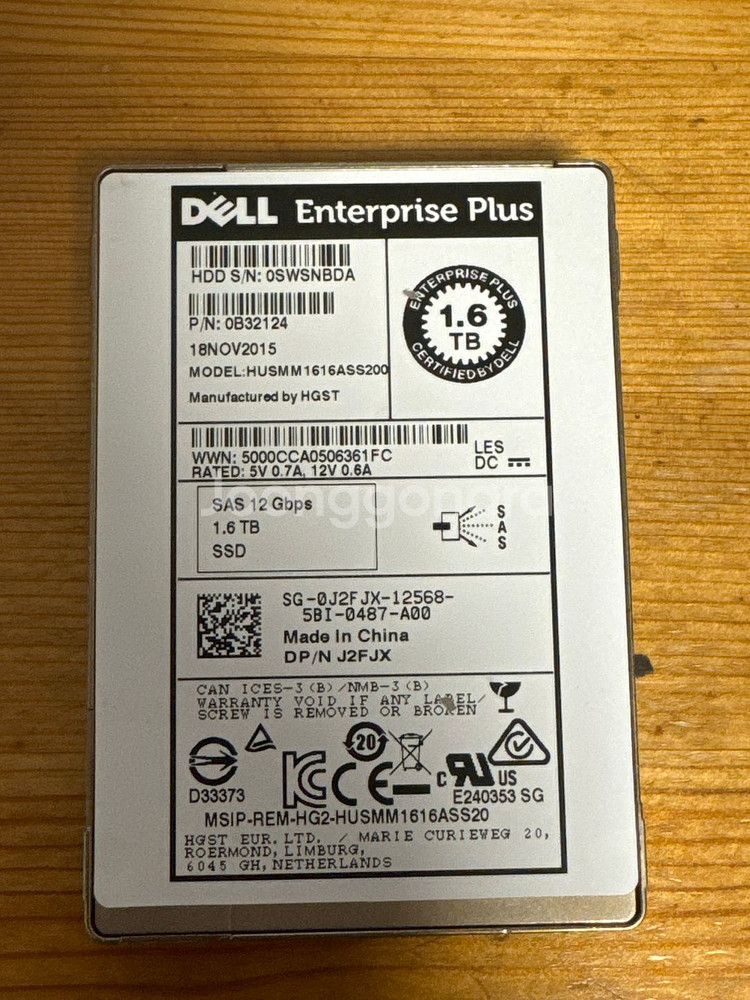 DELL Enterprise Plus
HDD S/N: 0SWSNBDA
P/N: 0B32124
18NOV2015
MODEL:HUSMM1616ASS200
Manufactured by HGST
ENTERPRISE PLUS
1.6
TB
CERTIFIED BY DELL
WWN: 5000CCA0506361FC
RATED: 5V 0.7A, 12V 0.6A
LES
DC
Joonggonara
SAS 12 Gbps
1.6 TB
SSD
S
A
S
SG-0J2FJX-12568-
5BI-0487-A00
Made In China
DP/N J2FJX
CAN ICES-3(B)/NMB-3(B)
WARRANTY VOID IF ANY LABEL/
SCREW IS REMOVED OR BROKEN
20
D33373
KC CE
c RU US
E240353 SG
MSIP-REM-HG2-HUSMM1616ASS20
HGST EUR.LTD. / MARIE CURIEWEG 20,
ROERMOND, LIMBURG,
6045 GH, NETHERLANDS